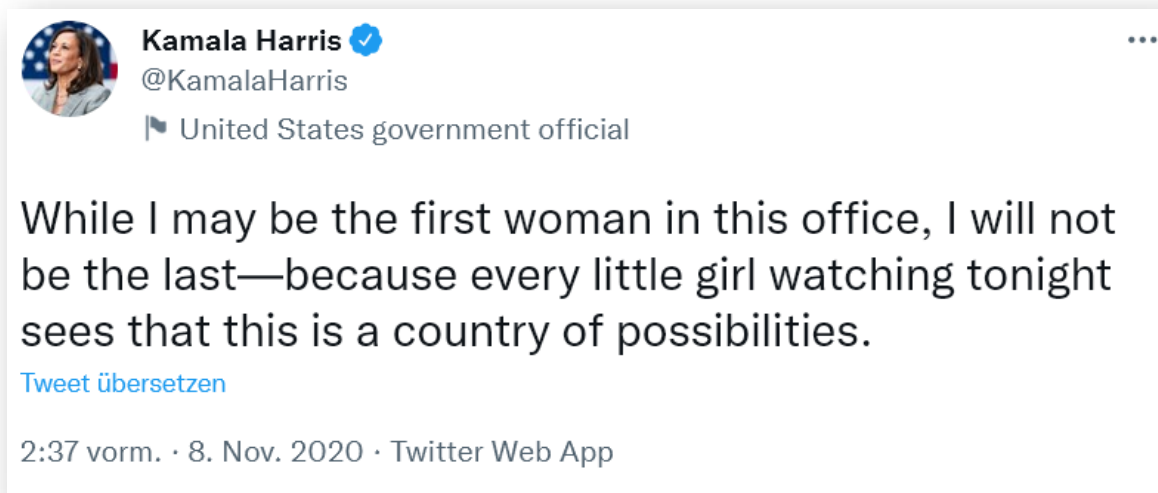 Kamala Harris
@KamalaHarris
United States government official
While I may be the first woman in this office, I will not
be the last—because every little girl watching tonight
sees that this is a country of possibilities.
Tweet übersetzen
2:37 vorm. · 8. Nov. 2020 · Twitter Web App